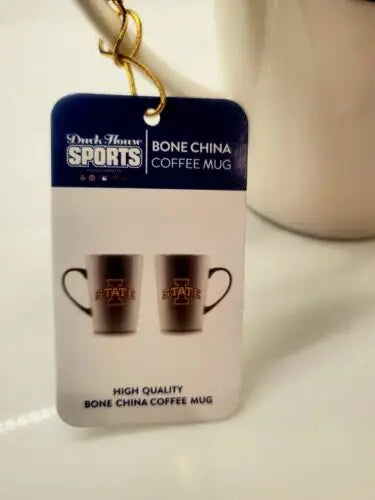 Duck House
SPORTS
BONE CHINA
COFFEE MUG
STATE
STATE
HIGH QUALITY
BONE CHINA COFFEE MUG